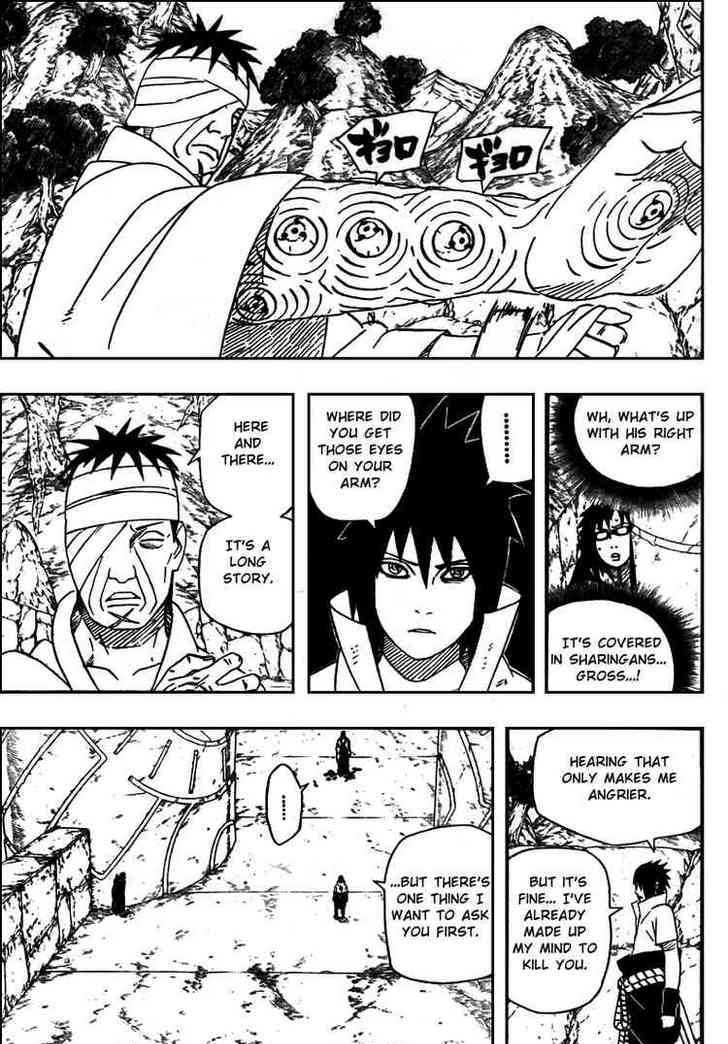 ギョロ
ギョロ
WH, WHAT'S UP
WITH HIS RIGHT
ARM?
IT'S COVERED
IN SHARINGANS...
GROSS...!
.........
WHERE DID
YOU GET
THOSE EYES
ON YOUR
ARM?
HERE
AND
THERE...
IT'S A
LONG
STORY.
HEARING THAT
ONLY MAKES ME
ANGRIER.
BUT IT'S
FINE... I'VE
ALREADY
MADE UP
MY MIND TO
KILL YOU.
...BUT THERE'S
ONE THING I
WANT TO ASK
YOU FIRST.
......